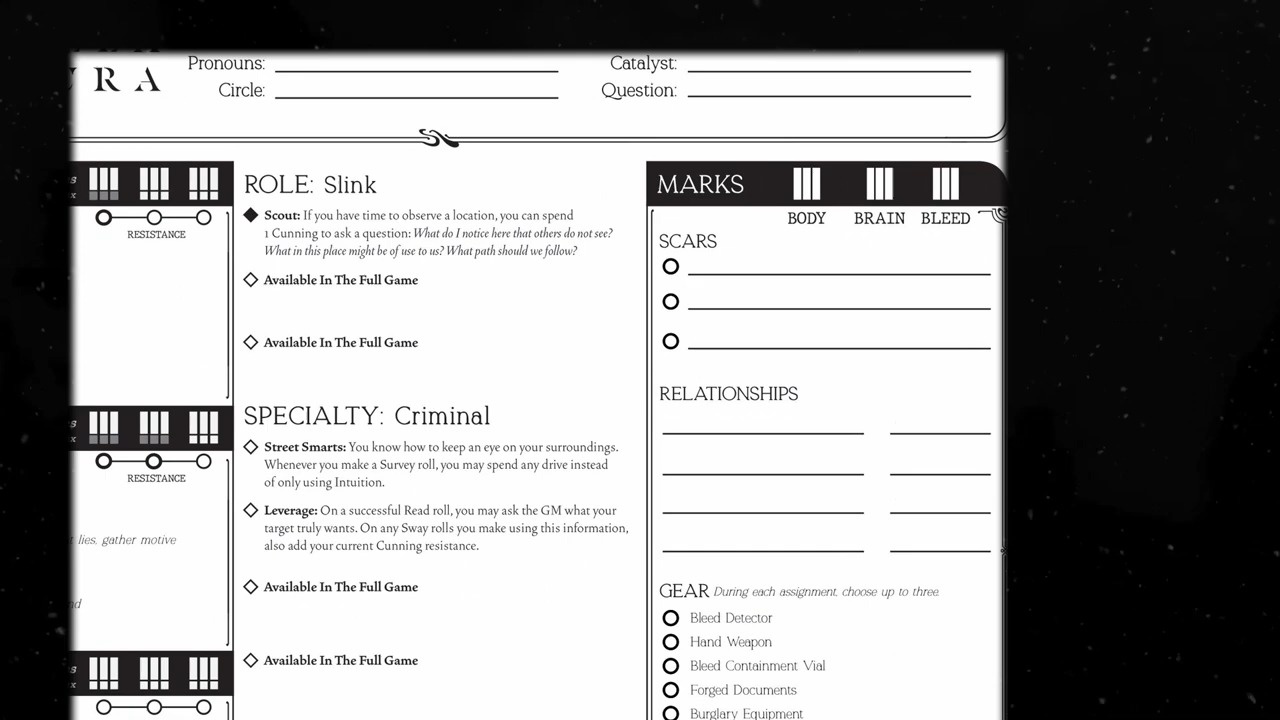 URA
Pronouns:
Circle:
Catalyst:
Question:
RESISTANCE
RESISTANCE
lies, gather motive
ROLE: Slink
Scout: If you have time to observe a location, you can spend
1 Cunning to ask a question: What do I notice here that others do not see?
What in this place might be of use to us? What path should we follow?
Available In The Full Game
Available In The Full Game
SPECIALTY: Criminal
Street Smarts: You know how to keep an eye on your surroundings.
Whenever you make a Survey roll, you may spend any drive instead
of only using Intuition.
Leverage: On a successful Read roll, you may ask the GM what your
target truly wants. On any Sway rolls you make using this information,
also add your current Cunning resistance.
Available In The Full Game
Available In The Full Game
MARKS
BODY BRAIN BLEED
SCARS
RELATIONSHIPS
GEAR During each assignment, choose up to three
Bleed Detector
Hand Weapon
Bleed Containment Vial
Forged Documents
Burglary Equipment